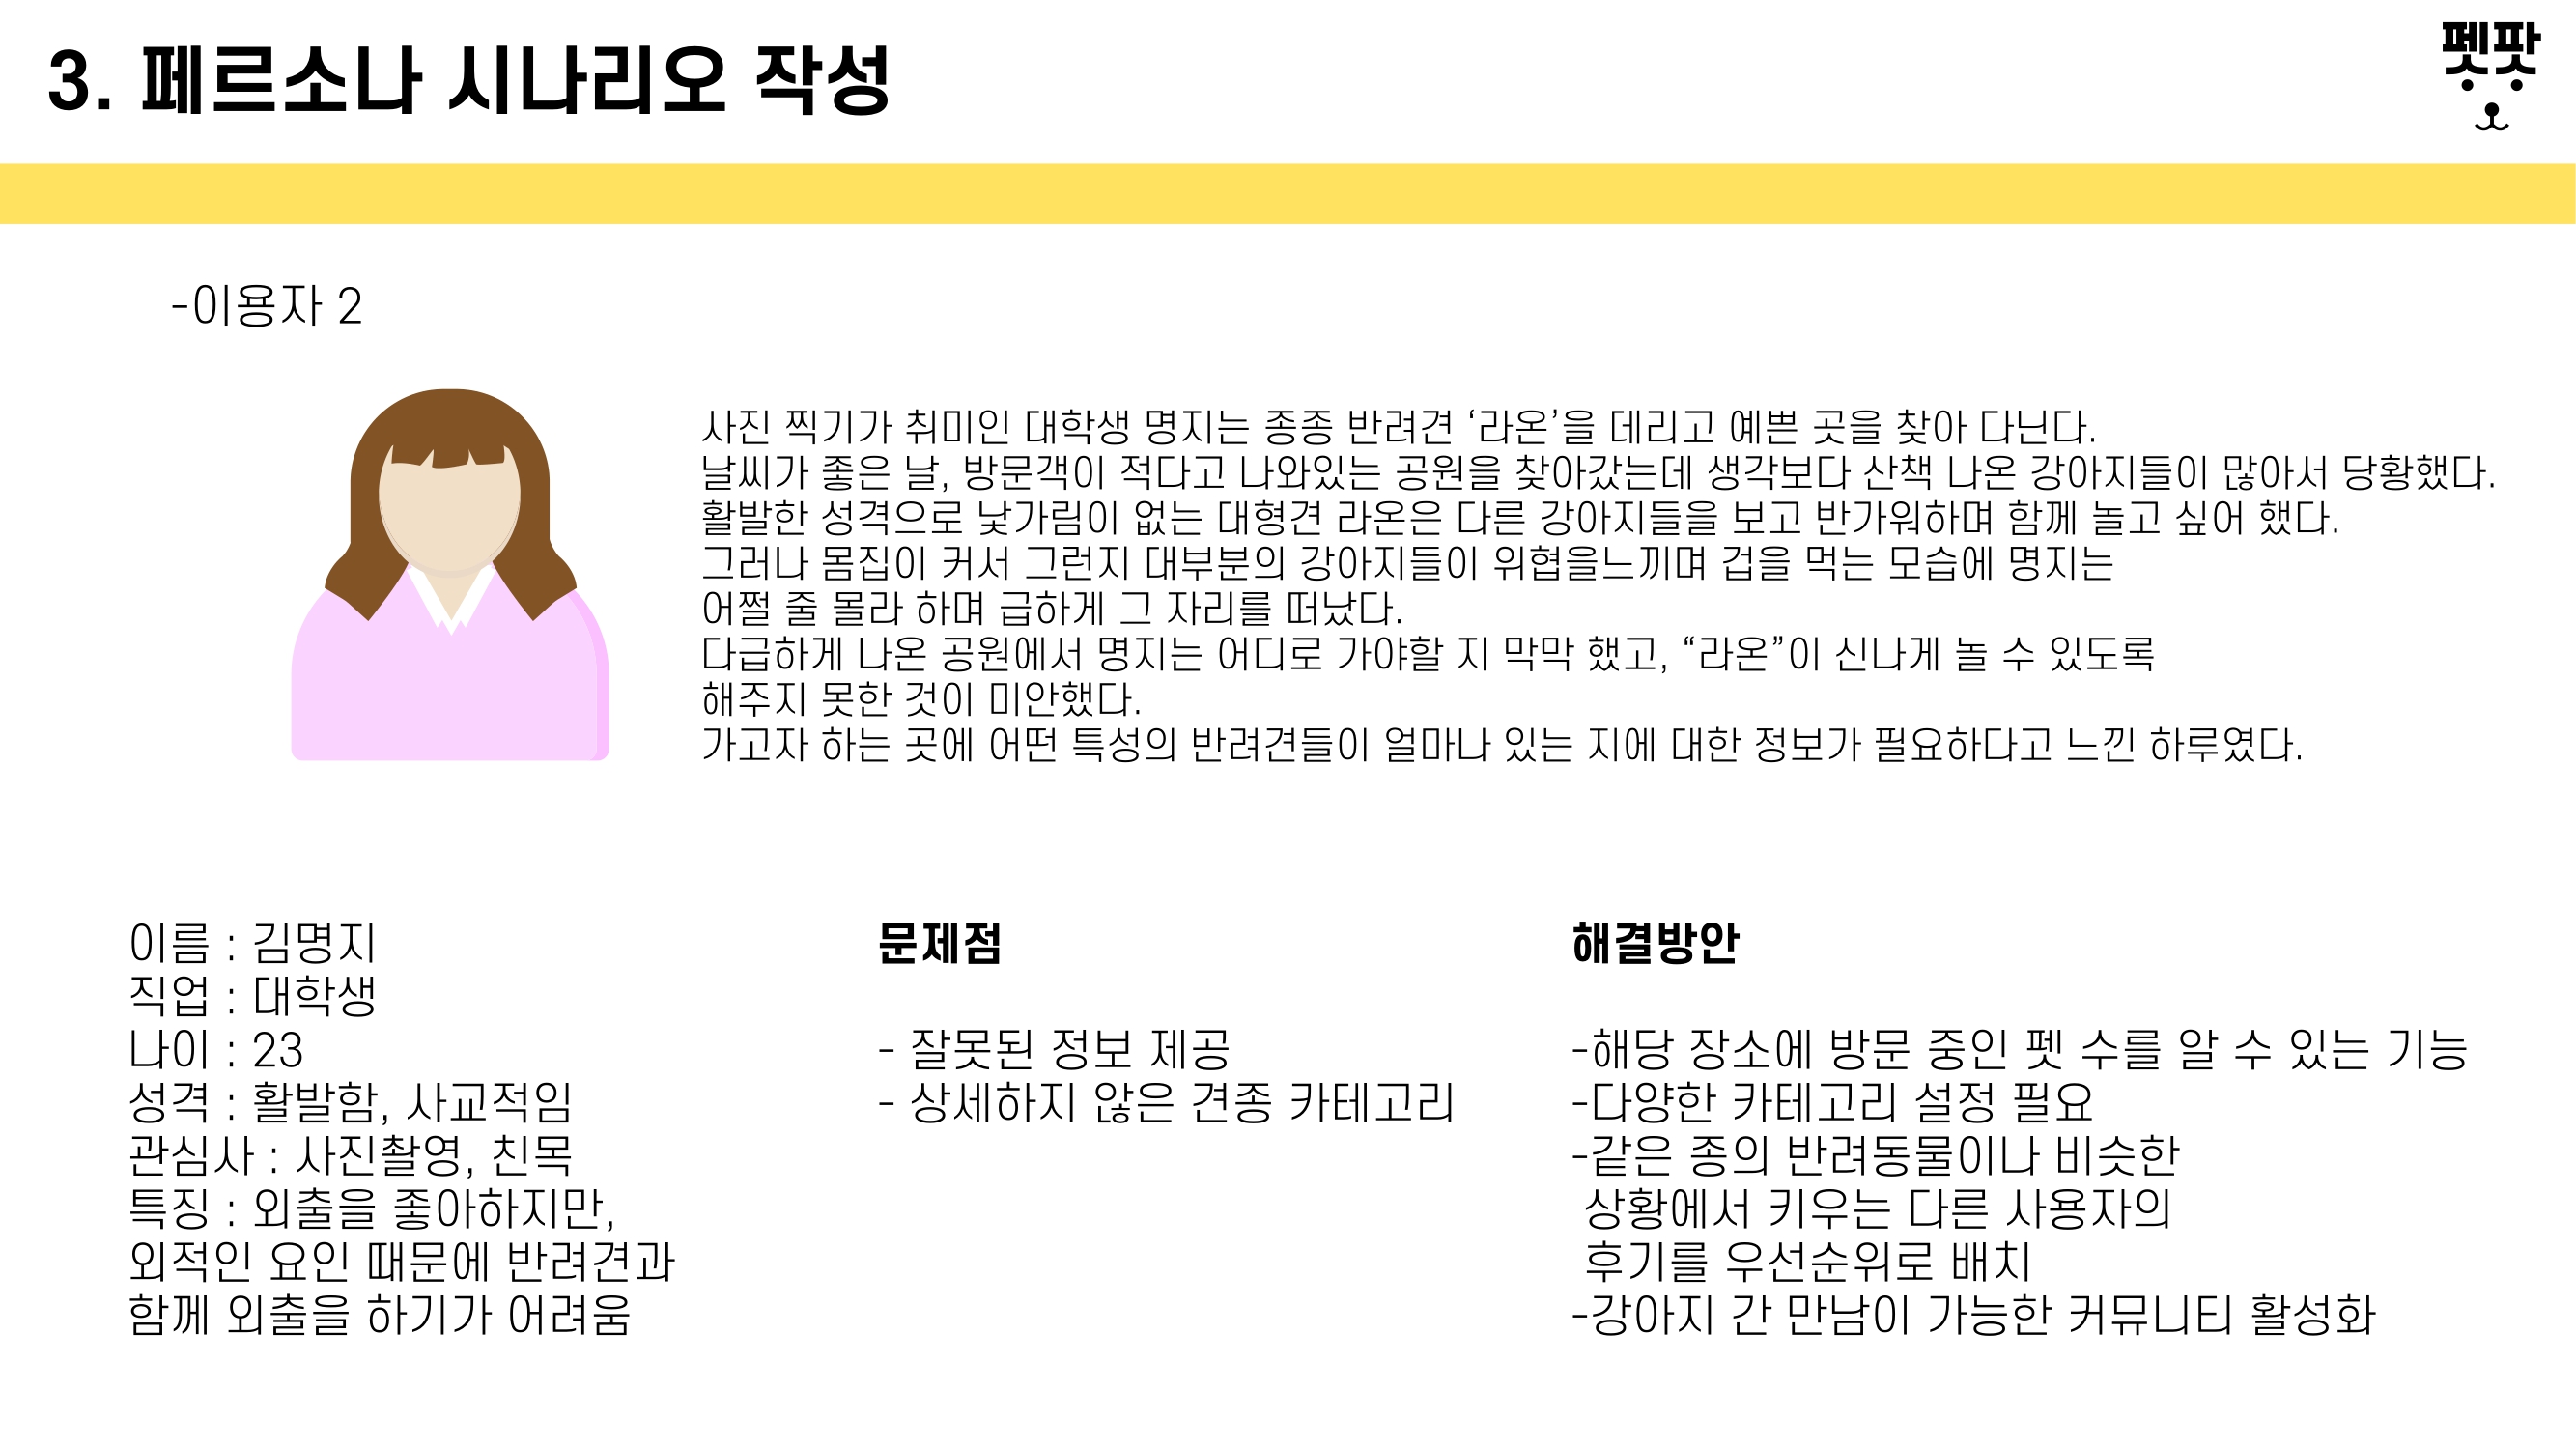 3. 페르소나 시나리오 작성
펫팟
-이용자 2
사진 찍기가 취미인 대학생 명지는 종종 반려견 ‘라온’을 데리고 예쁜 곳을 찾아 다닌다.
날씨가 좋은 날, 방문객이 적다고 나와있는 공원을 찾아갔는데 생각보다 산책 나온 강아지들이 많아서 당황했다.
활발한 성격으로 낯가림이 없는 대형견 라온은 다른 강아지들을 보고 반가워하며 함께 놀고 싶어 했다.
그러나 몸집이 커서 그런지 대부분의 강아지들이 위협을느끼며 겁을 먹는 모습에 명지는
어쩔 줄 몰라 하며 급하게 그 자리를 떠났다.
다급하게 나온 공원에서 명지는 어디로 가야할 지 막막 했고, “라온”이 신나게 놀 수 있도록
해주지 못한 것이 미안했다.
가고자 하는 곳에 어떤 특성의 반려견들이 얼마나 있는 지에 대한 정보가 필요하다고 느낀 하루였다.
이름 : 김명지
직업 : 대학생
나이 : 23
성격 : 활발함, 사교적임
관심사 : 사진촬영, 친목
특징 : 외출을 좋아하지만,
외적인 요인 때문에 반려견과
함께 외출을 하기가 어려움
문제점
- 잘못된 정보 제공
- 상세하지 않은 견종 카테고리
해결방안
-해당 장소에 방문 중인 펫 수를 알 수 있는 기능
-다양한 카테고리 설정 필요
-같은 종의 반려동물이나 비슷한
상황에서 키우는 다른 사용자의
후기를 우선순위로 배치
-강아지 간 만남이 가능한 커뮤니티 활성화